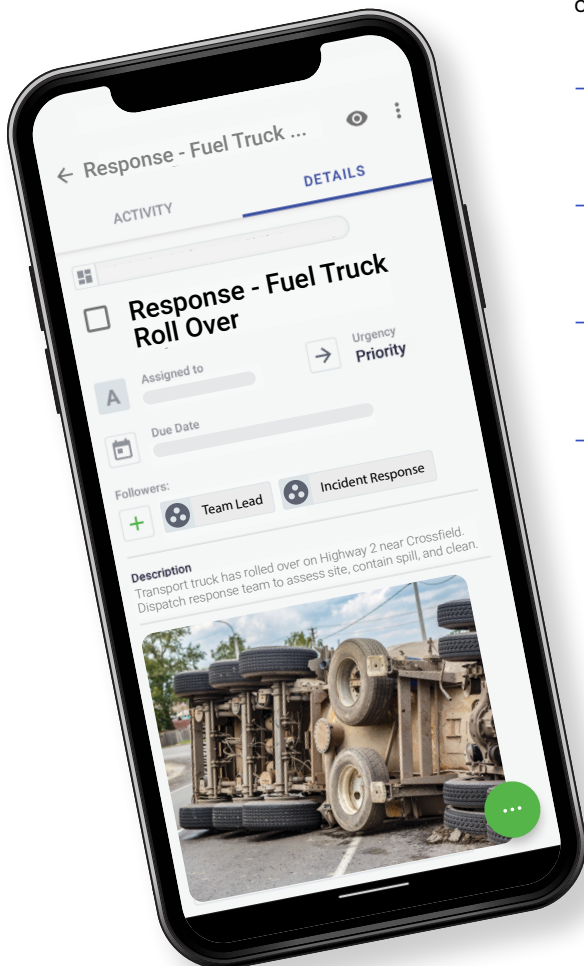 Response - Fuel Truck ...
ACTIVITY
DETAILS
Response - Fuel Truck
Roll Over
A
Assigned to
Urgency
Priority
Due Date
Followers:
Team Lead
Incident Response
Description
Transport truck has rolled over on Highway 2 near Crossfield.
Dispatch response team to assess site, contain spill, and clean.